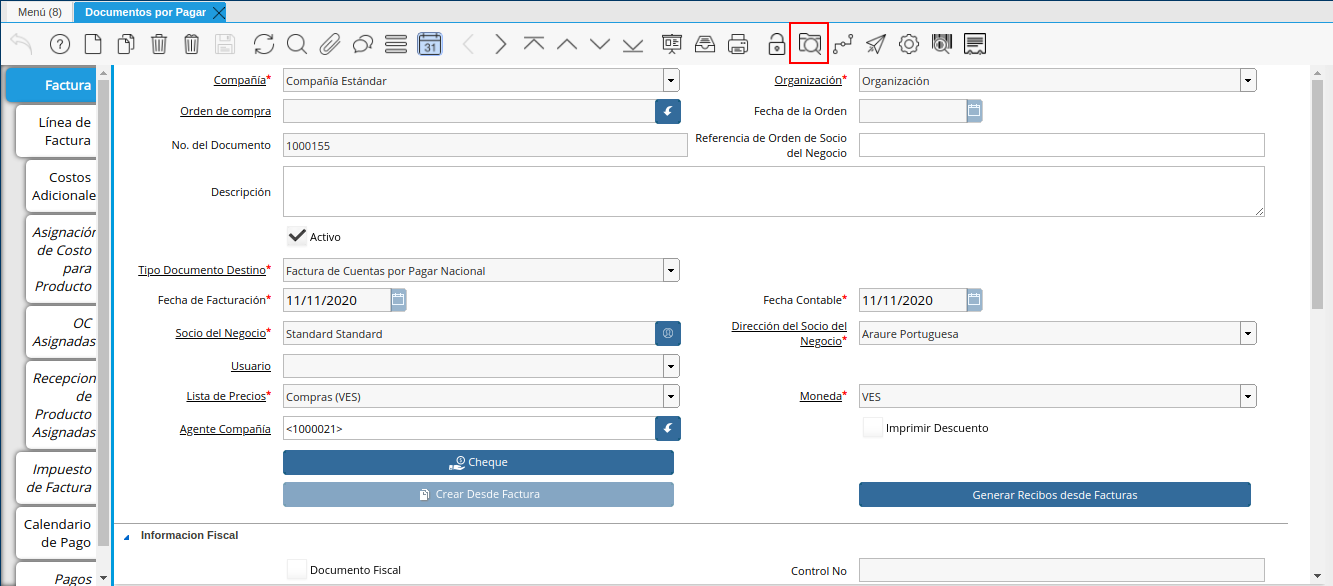 Menú (8)
Documentos por Pagar
31
Factura
Línea de
Factura
Costos
Adicionale
Asignación
de Costo
para
Producto
OC
Asignadas
Recepcion
de
Producto
Asignadas
Impuesto
de Factura
Calendario
de Pago
Pagos
Compañía* Compañía Estándar
Organización* Organización
Orden de compra
Fecha de la Orden
No. del Documento 1000155
Referencia de Orden de Socio
del Negocio
Descripción
Activo
Tipo Documento Destino* Factura de Cuentas por Pagar Nacional
Fecha de Facturación* 11/11/2020
Fecha Contable* 11/11/2020
Socio del Negocio* Standard Standard
Dirección del Socio del
Negocio* Araure Portuguesa
Usuario
Lista de Precios* Compras (VES)
Moneda* VES
Agente Compañía <1000021>
Imprimir Descuento
Cheque
Crear Desde Factura
Generar Recibos desde Facturas
Informacion Fiscal
Documento Fiscal
Control No